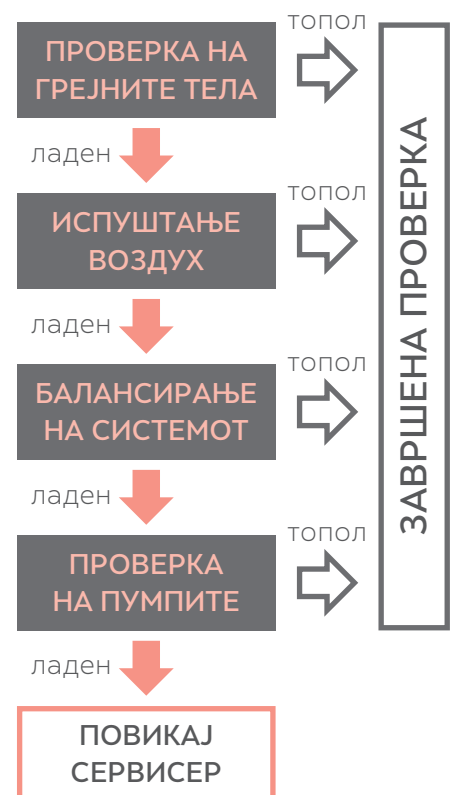 ПРОВЕРКА НА
ГРЕЈНИТЕ ТЕЛА
топол
ладен
ИСПУШТАЊЕ
ВОЗДУХ
топол
ладен
БАЛАНСИРАЊЕ
НА СИСТЕМОТ
топол
ладен
ПРОВЕРКА
НА ПУМПИТЕ
топол
ладен
ПОВИКАЈ
СЕРВИСЕР
ЗАВРШЕНА ПРОВЕРКА